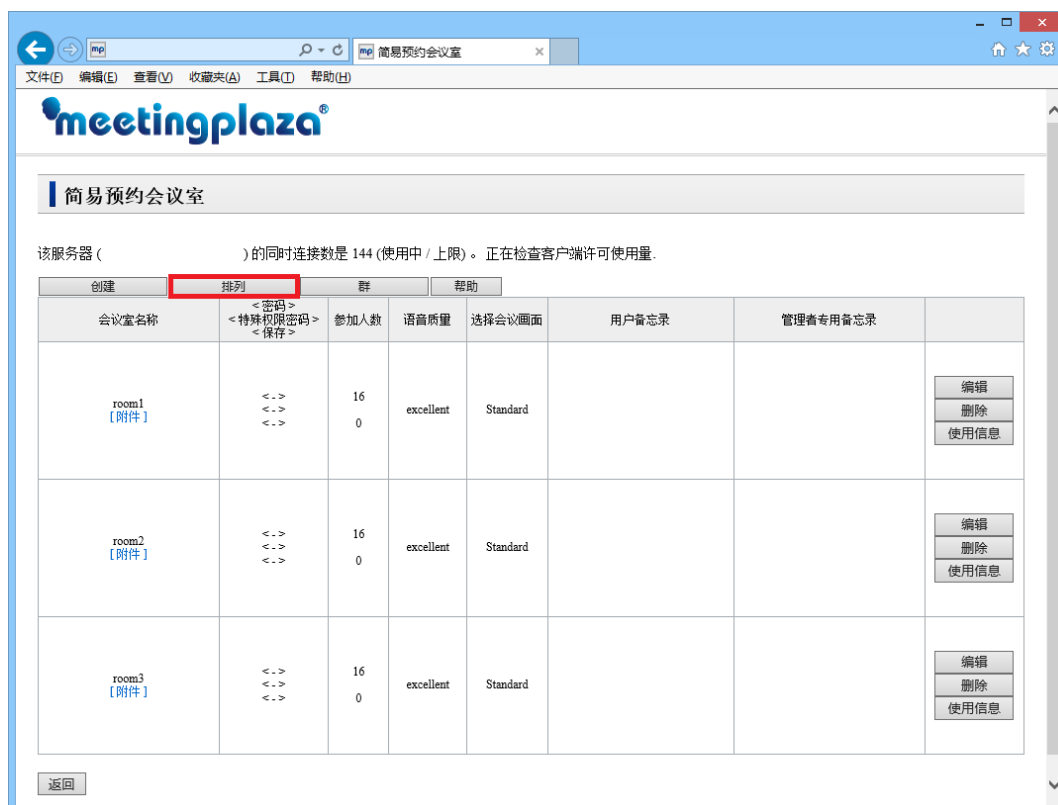 mp
mp 简易预约会议室
文件(F) 编辑(E) 查看(V) 收藏夹(A) 工具(T) 帮助(H)
meetingplaza®
简易预约会议室
该服务器 ( ) 的同时连接数是 144 (使用中 / 上限) 。 正在检查客户端许可使用量.
创建 排列 群 帮助
会议室名称 <密码> <特殊权限密码> <保存> 参加人数 语音质量 选择会议画面 用户备忘录 管理者专用备忘录
room1
[ 附件 ]
<->
<->
<->
16
0
excellent
Standard
编辑
删除
使用信息
room2
[ 附件 ]
<->
<->
<->
16
0
excellent
Standard
编辑
删除
使用信息
room3
[ 附件 ]
<->
<->
<->
16
0
excellent
Standard
编辑
删除
使用信息
返回